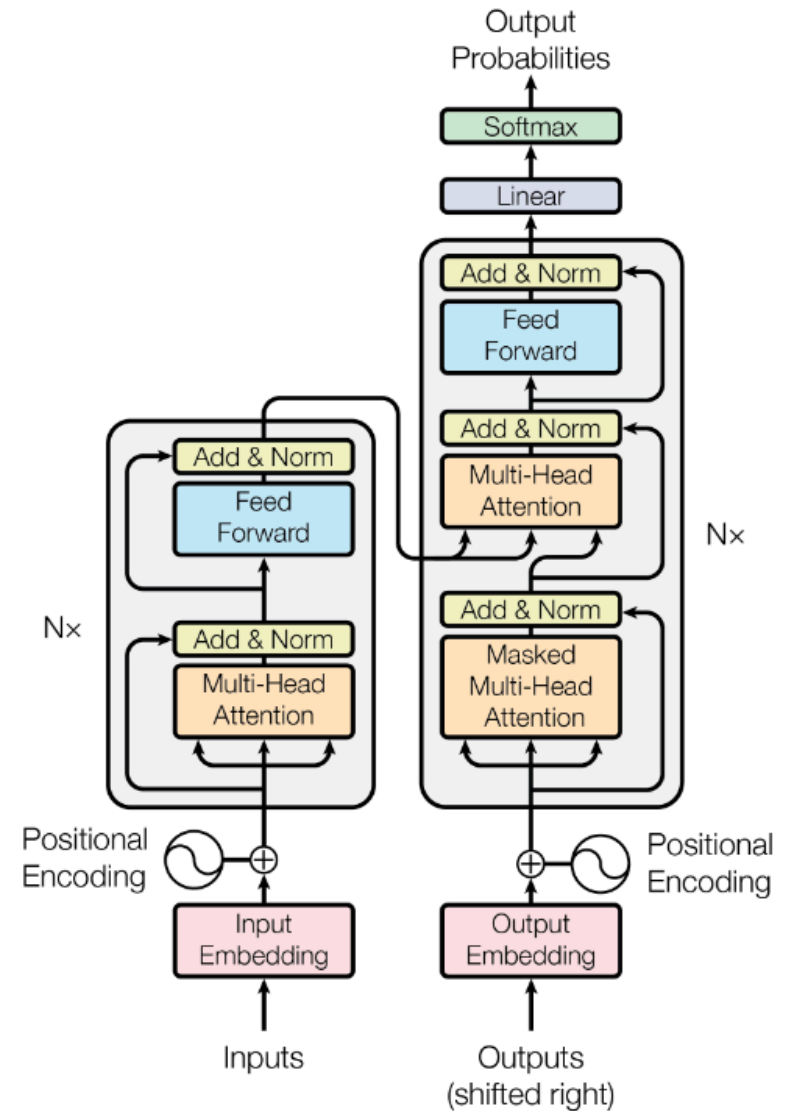 Output
Probabilities
Softmax
Linear
Add & Norm
Feed
Forward
Add & Norm
Multi-Head
Attention
N×
Add & Norm
Masked
Multi-Head
Attention
Add & Norm
Feed
Forward
N×
Add & Norm
Multi-Head
Attention
Positional
Encoding
Positional
Encoding
Input
Embedding
Output
Embedding
Inputs
Outputs
(shifted right)